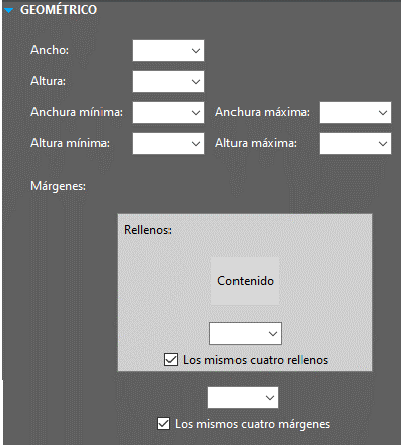 GEOMÉTRICO
Ancho:
Altura:
Anchura mínima: Anchura máxima:
Altura mínima: Altura máxima:
Márgenes:
Rellenos:
Contenido
Los mismos cuatro rellenos
Los mismos cuatro márgenes